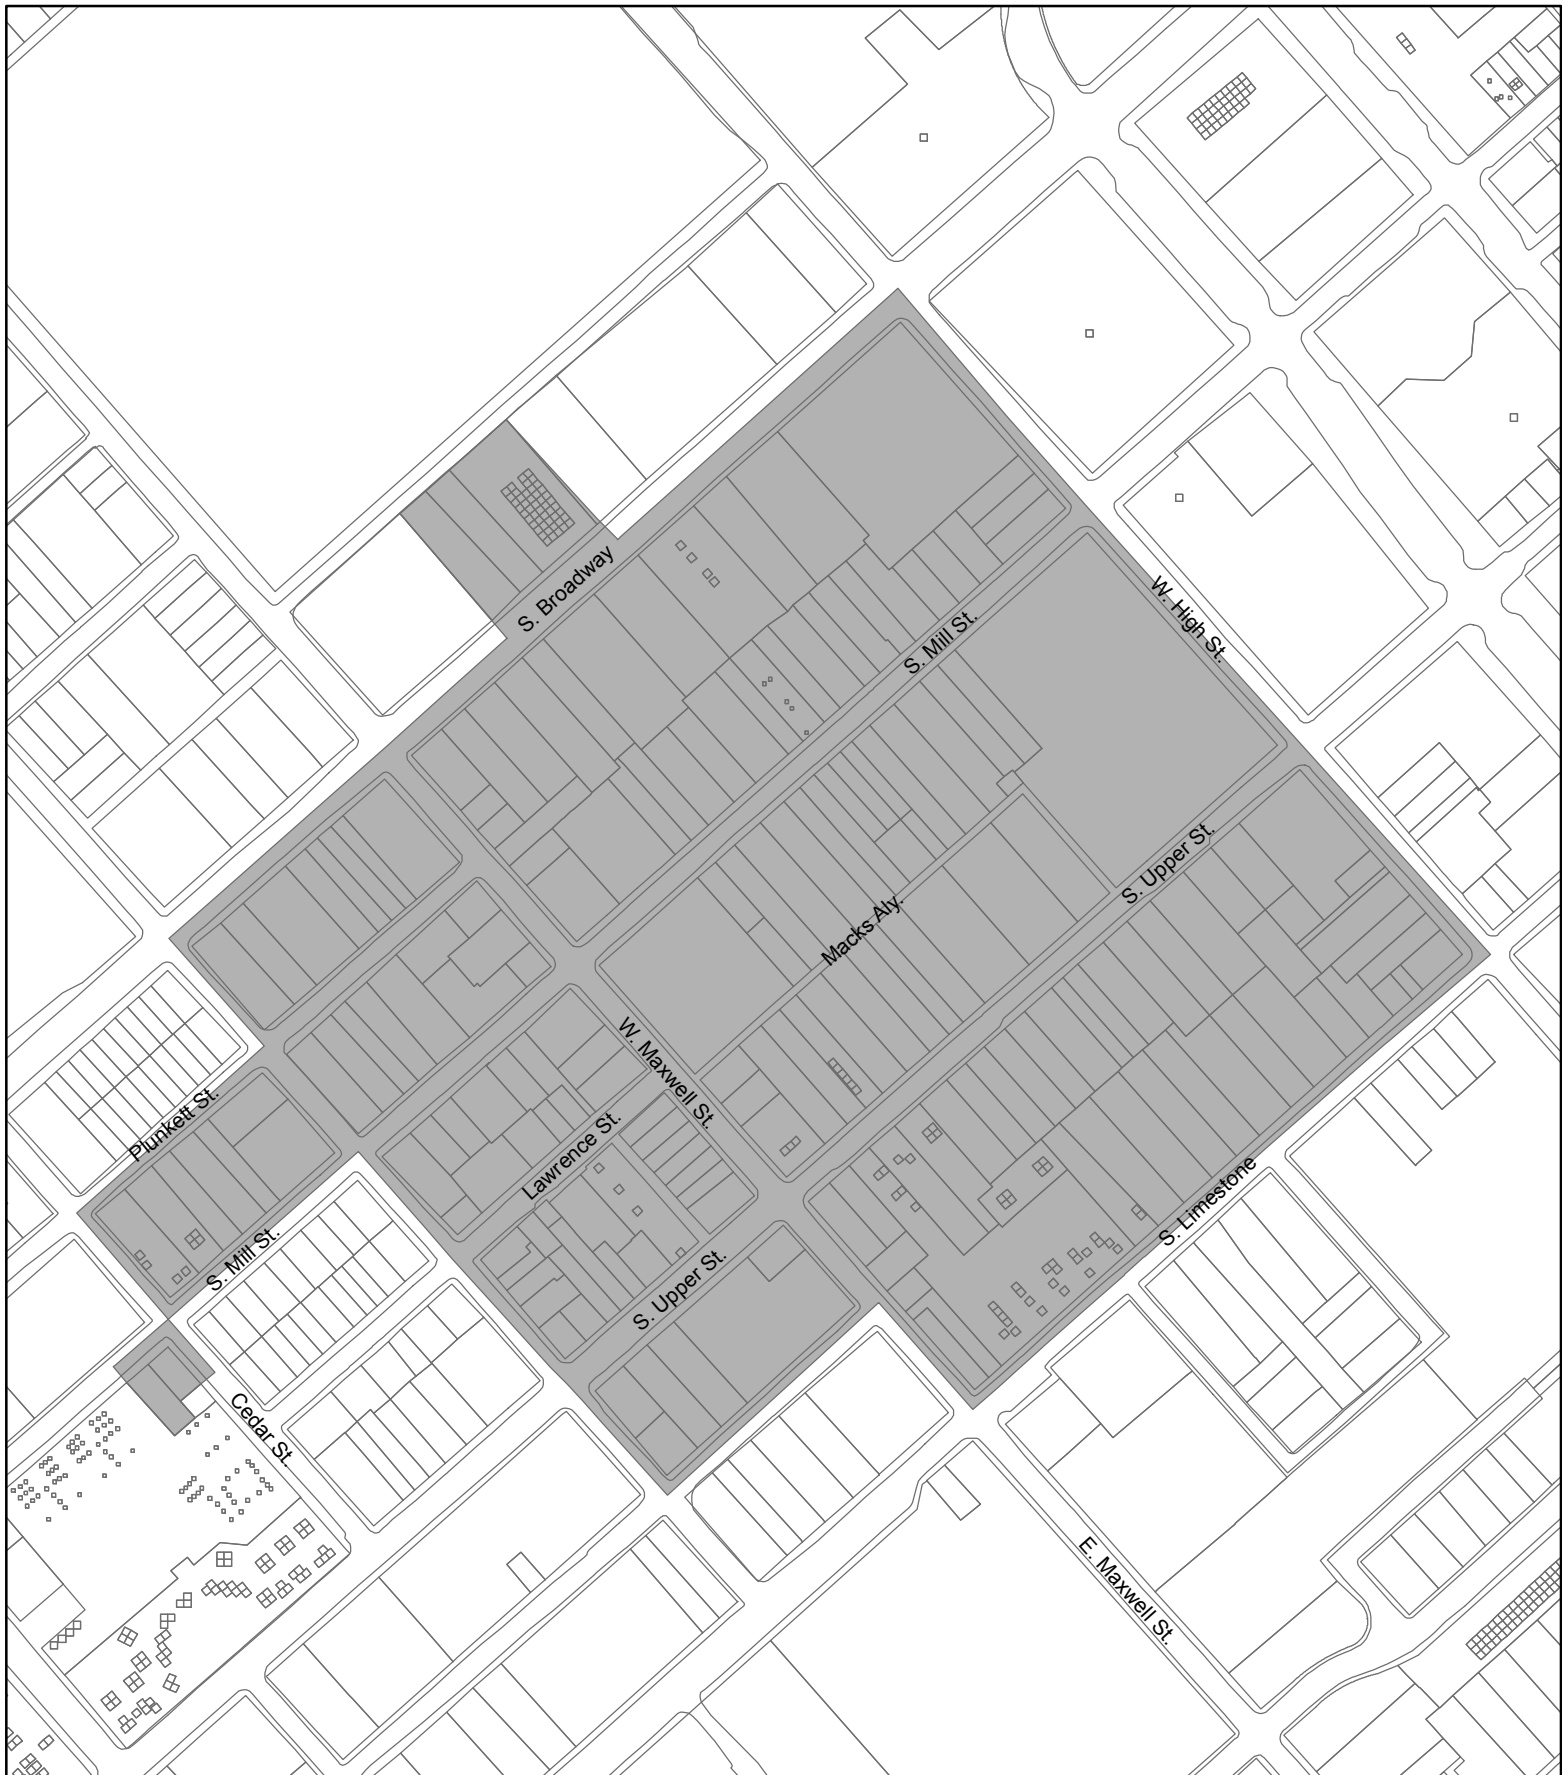 S. Broadway
W. High St.
S. Mill St.
S. Upper St.
Macks Aly.
W. Maxwell St.
Plunkett St.
Lawrence St.
S. Limestone
S. Mill St.
S. Upper St.
Cedar St.
E. Maxwell St.